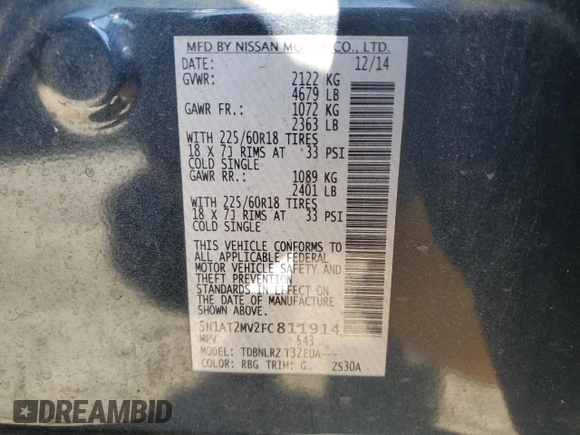 MFD BY NISSAN MOTOR CO., LTD.
DATE: 12/14
GVWR: 2122 KG
4679 LB
GAWR FR.: 1072 KG
2363 LB
WITH 225/60R18 TIRES
18 X 7J RIMS AT 33 PSI
COLD SINGLE
GAWR RR.: 1089 KG
2401 LB
WITH 225/60R18 TIRES
18 X 7J RIMS AT 33 PSI
COLD SINGLE
THIS VEHICLE CONFORMS TO
ALL APPLICABLE FEDERAL
MOTOR VEHICLE SAFETY AND
THEFT PREVENTION
STANDARDS IN EFFECT ON
THE DATE OF MANUFACTURE
SHOWN ABOVE.
5N1AT2MV2FC811914
MPV 543
MODEL: TDBNLRZ T32EUA---
COLOR: RBG TRIM: G ZS30A
DREAMBID